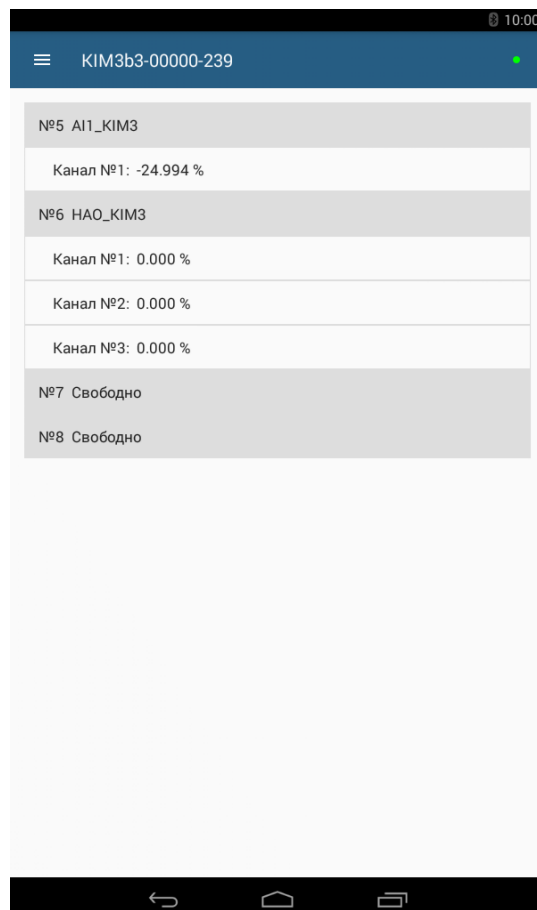 10:00
KIM3b3-00000-239
№5 AI1_KIM3
Канал №1: -24.994 %
№6 HAO_KIM3
Канал №1: 0.000 %
Канал №2: 0.000 %
Канал №3: 0.000 %
№7 Свободно
№8 Свободно